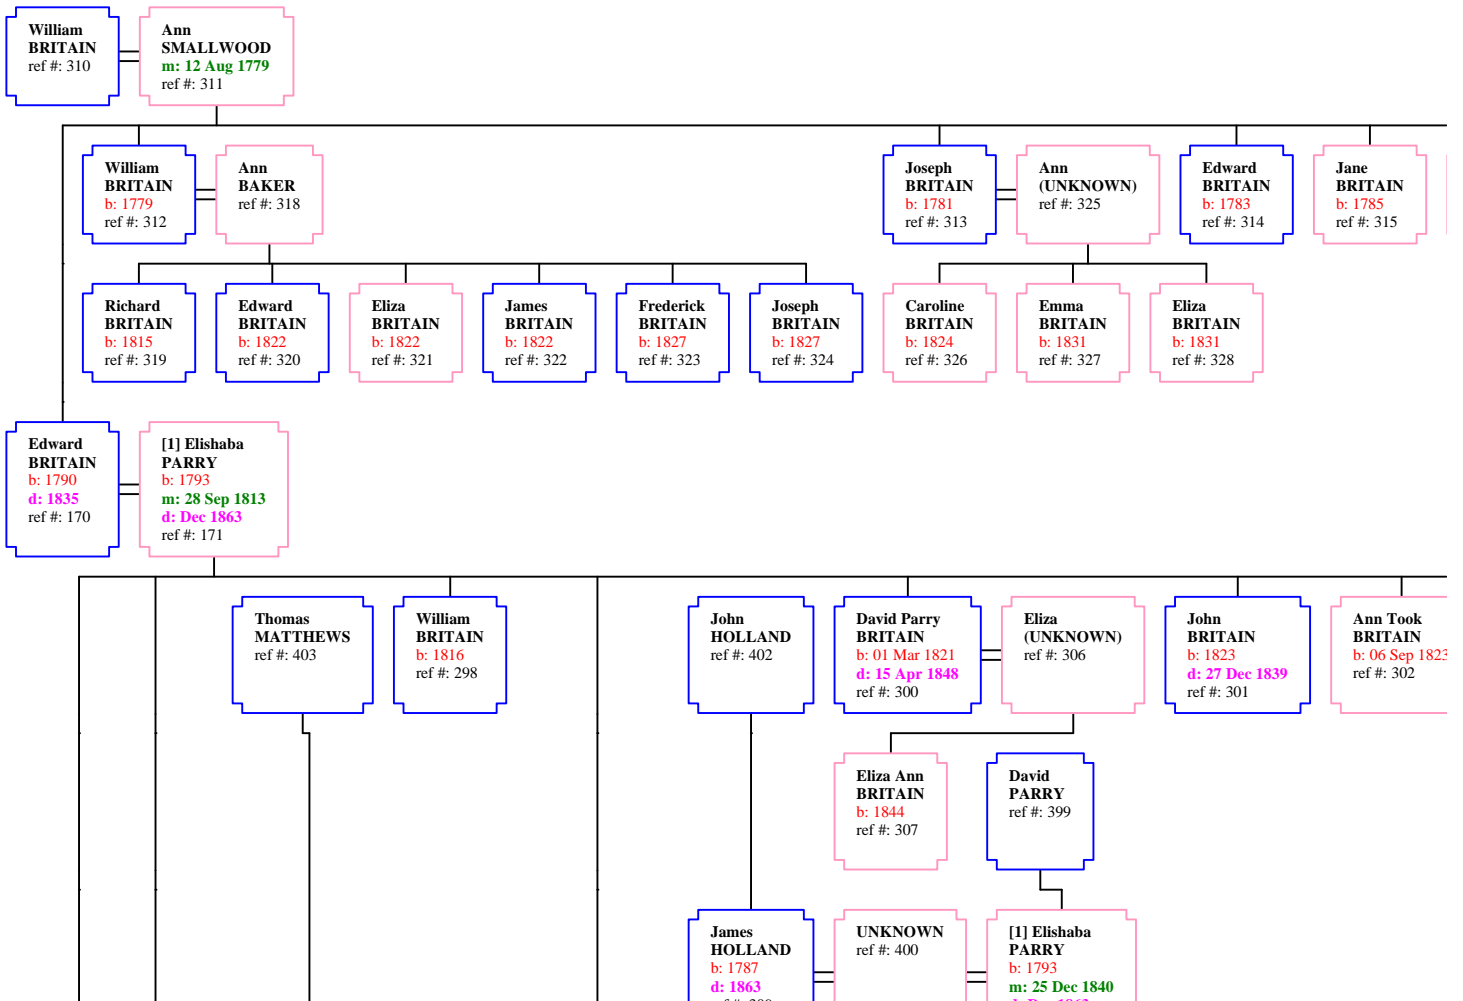 William
BRITAIN
ref #: 310
Ann
SMALLWOOD
m: 12 Aug 1779
ref #: 311
William
BRITAIN
b: 1779
ref #: 312
Ann
BAKER
ref #: 318
Joseph
BRITAIN
b: 1781
ref #: 313
Ann
(UNKNOWN)
ref #: 325
Edward
BRITAIN
b: 1783
ref #: 314
Jane
BRITAIN
b: 1785
ref #: 315
Richard
BRITAIN
b: 1815
ref #: 319
Edward
BRITAIN
b: 1822
ref #: 320
Eliza
BRITAIN
b: 1822
ref #: 321
James
BRITAIN
b: 1822
ref #: 322
Frederick
BRITAIN
b: 1827
ref #: 323
Joseph
BRITAIN
b: 1827
ref #: 324
Caroline
BRITAIN
b: 1824
ref #: 326
Emma
BRITAIN
b: 1831
ref #: 327
Eliza
BRITAIN
b: 1831
ref #: 328
Edward
BRITAIN
b: 1790
d: 1835
ref #: 170
[1] Elishaba
PARRY
b: 1793
m: 28 Sep 1813
d: Dec 1863
ref #: 171
Thomas
MATTHEWS
ref #: 403
William
BRITAIN
b: 1816
ref #: 298
John
HOLLAND
ref #: 402
David Parry
BRITAIN
b: 01 Mar 1821
d: 15 Apr 1848
ref #: 300
Eliza
(UNKNOWN)
ref #: 306
John
BRITAIN
b: 1823
d: 27 Dec 1839
ref #: 301
Ann Took
BRITAIN
b: 06 Sep 1823
ref #: 302
Eliza Ann
BRITAIN
b: 1844
ref #: 307
David
PARRY
ref #: 399
James
HOLLAND
b: 1787
d: 1863
UNKNOWN
ref #: 400
[1] Elishaba
PARRY
b: 1793
m: 25 Dec 1840